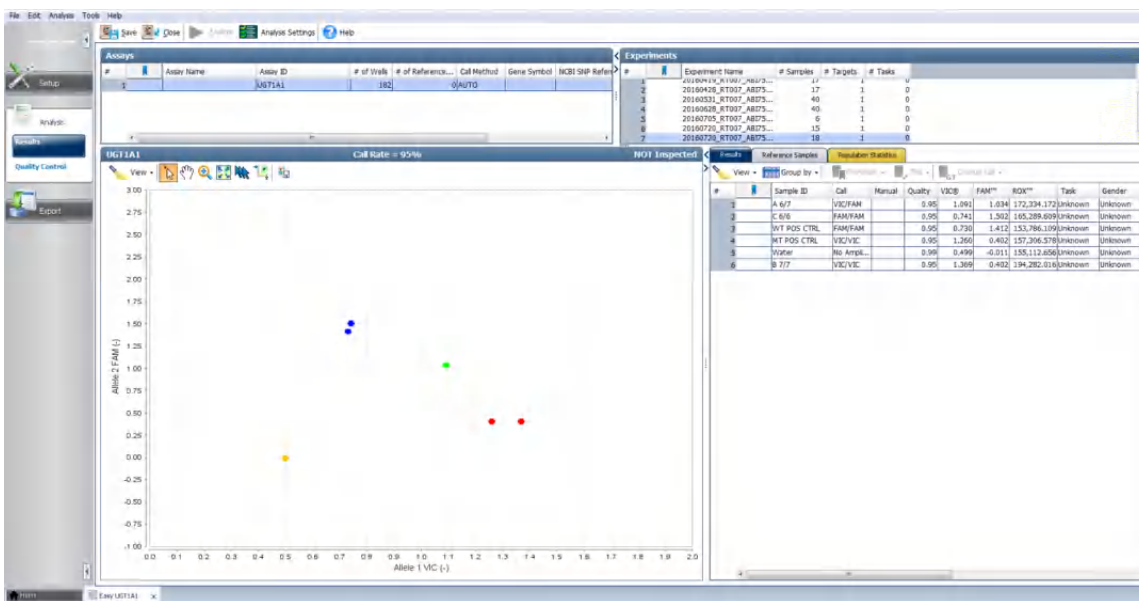 File Edit Analysis Tools Help
Save Close Analyze Analysis Settings Help
Setup
Analysis
Results
Quality Control
Export
Assays
# Assay Name Assay ID # of Wells # of Reference... Call Method Gene Symbol NCBI SNP Refer
1 UGT1A1 182 0 AUTO
Experiments
# Experiment Name # Samples # Targets # Tasks
1 20160419_RT007_ABI75... 17 1 0
2 20160428_RT007_ABI75... 17 1 0
3 20160531_RT007_ABI75... 40 1 0
4 20160628_RT007_ABI75... 40 1 0
5 20160705_RT007_ABI75... 6 1 0
6 20160720_RT007_ABI75... 15 1 0
7 20160720_RT007_ABI75... 18 1 0
UGT1A1 Call Rate = 95% NOT Inspected
View
3.00
2.75
2.50
2.25
2.00
1.75
1.50
1.25
1.00
0.75
0.50
0.25
0.00
-0.25
-0.50
-0.75
-1.00
Allele 2 FAM (-)
0.0 0.1 0.2 0.3 0.4 0.5 0.6 0.7 0.8 0.9 1.0 1.1 1.2 1.3 1.4 1.5 1.6 1.7 1.8 1.9 2.0
Allele 1 VIC (-)
Results Reference Samples Population Statistics
View Group by
# Sample ID Call Manual Quality VIC® FAM™ ROX™ Task Gender
1 A 6/7 VIC/FAM 0.95 1.091 1.034 172,334.172 Unknown Unknown
2 C 6/6 FAM/FAM 0.95 0.741 1.502 165,289.609 Unknown Unknown
3 WT POS CTRL FAM/FAM 0.95 0.730 1.412 153,786.109 Unknown Unknown
4 MT POS CTRL VIC/VIC 0.95 1.260 0.402 157,306.578 Unknown Unknown
5 Water No Ampli... 0.99 0.499 -0.011 155,112.656 Unknown Unknown
6 B 7/7 VIC/VIC 0.95 1.369 0.402 194,282.016 Unknown Unknown
Home Easy UGT1A1 x